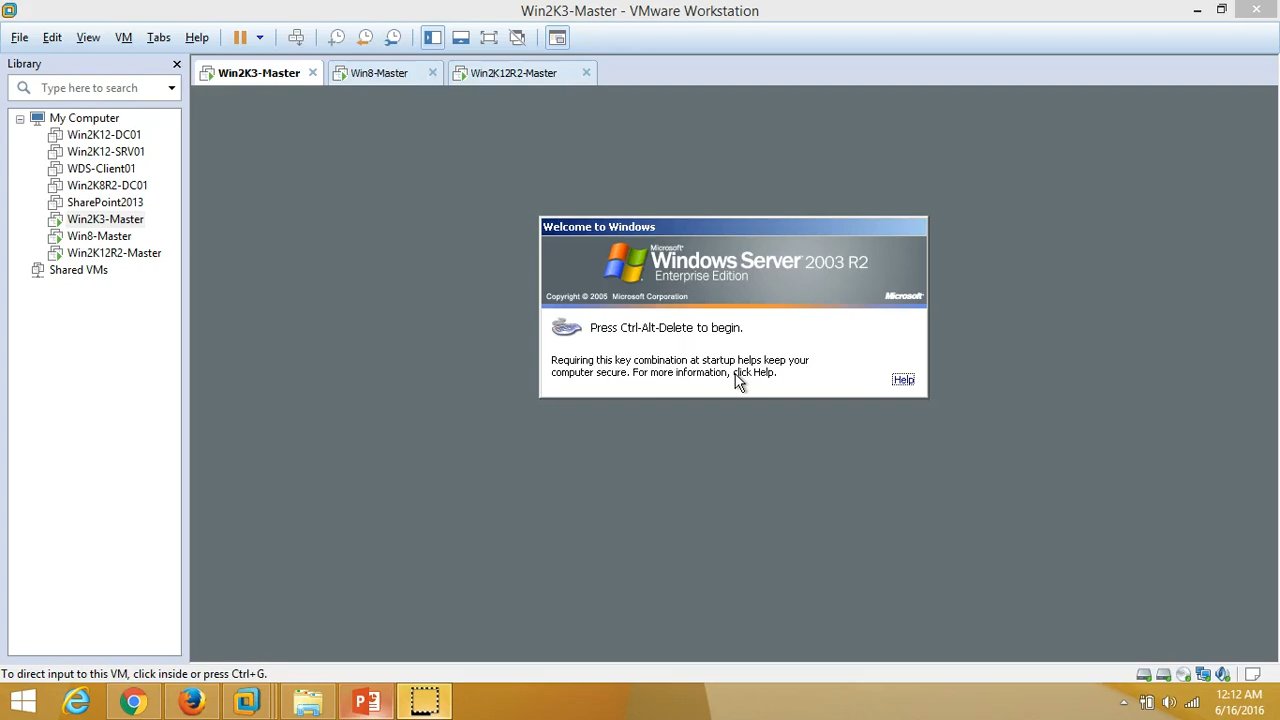 Win2K3-Master - VMware Workstation
File Edit View VM Tabs Help
Library
Type here to search
My Computer
Win2K12-DC01
Win2K12-SRV01
WDS-Client01
Win2K8R2-DC01
SharePoint2013
Win2K3-Master
Win8-Master
Win2K12R2-Master
Shared VMs
Win2K3-Master Win8-Master Win2K12R2-Master
Welcome to Windows
Microsoft
Windows Server 2003 R2
Enterprise Edition
Copyright © 2005 Microsoft Corporation Microsoft
Press Ctrl-Alt-Delete to begin.
Requiring this key combination at startup helps keep your
computer secure. For more information, click Help.
Help
To direct input to this VM, click inside or press Ctrl+G.
12:12 AM
6/16/2016